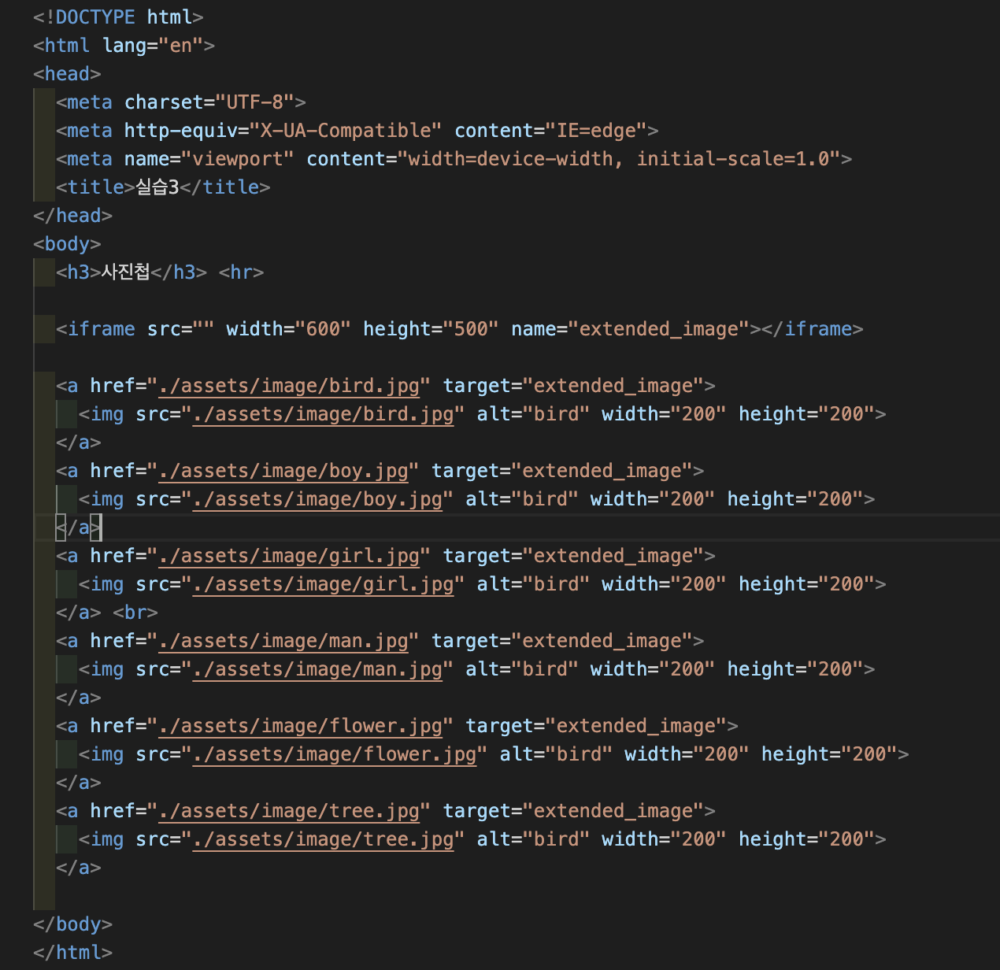 <!DOCTYPE html>
<html lang="en">
<head>
  <meta charset="UTF-8">
  <meta http-equiv="X-UA-Compatible" content="IE=edge">
  <meta name="viewport" content="width=device-width, initial-scale=1.0">
  <title>실습3</title>
</head>
<body>
  <h3>사진첩</h3> <hr>

  <iframe src="" width="600" height="500" name="extended_image"></iframe>

  <a href="./assets/image/bird.jpg" target="extended_image">
    <img src="./assets/image/bird.jpg" alt="bird" width="200" height="200">
  </a>
  <a href="./assets/image/boy.jpg" target="extended_image">
    <img src="./assets/image/boy.jpg" alt="bird" width="200" height="200">
  </a>
  <a href="./assets/image/girl.jpg" target="extended_image">
    <img src="./assets/image/girl.jpg" alt="bird" width="200" height="200">
  </a> <br>
  <a href="./assets/image/man.jpg" target="extended_image">
    <img src="./assets/image/man.jpg" alt="bird" width="200" height="200">
  </a>
  <a href="./assets/image/flower.jpg" target="extended_image">
    <img src="./assets/image/flower.jpg" alt="bird" width="200" height="200">
  </a>
  <a href="./assets/image/tree.jpg" target="extended_image">
    <img src="./assets/image/tree.jpg" alt="bird" width="200" height="200">
  </a>

</body>
</html>